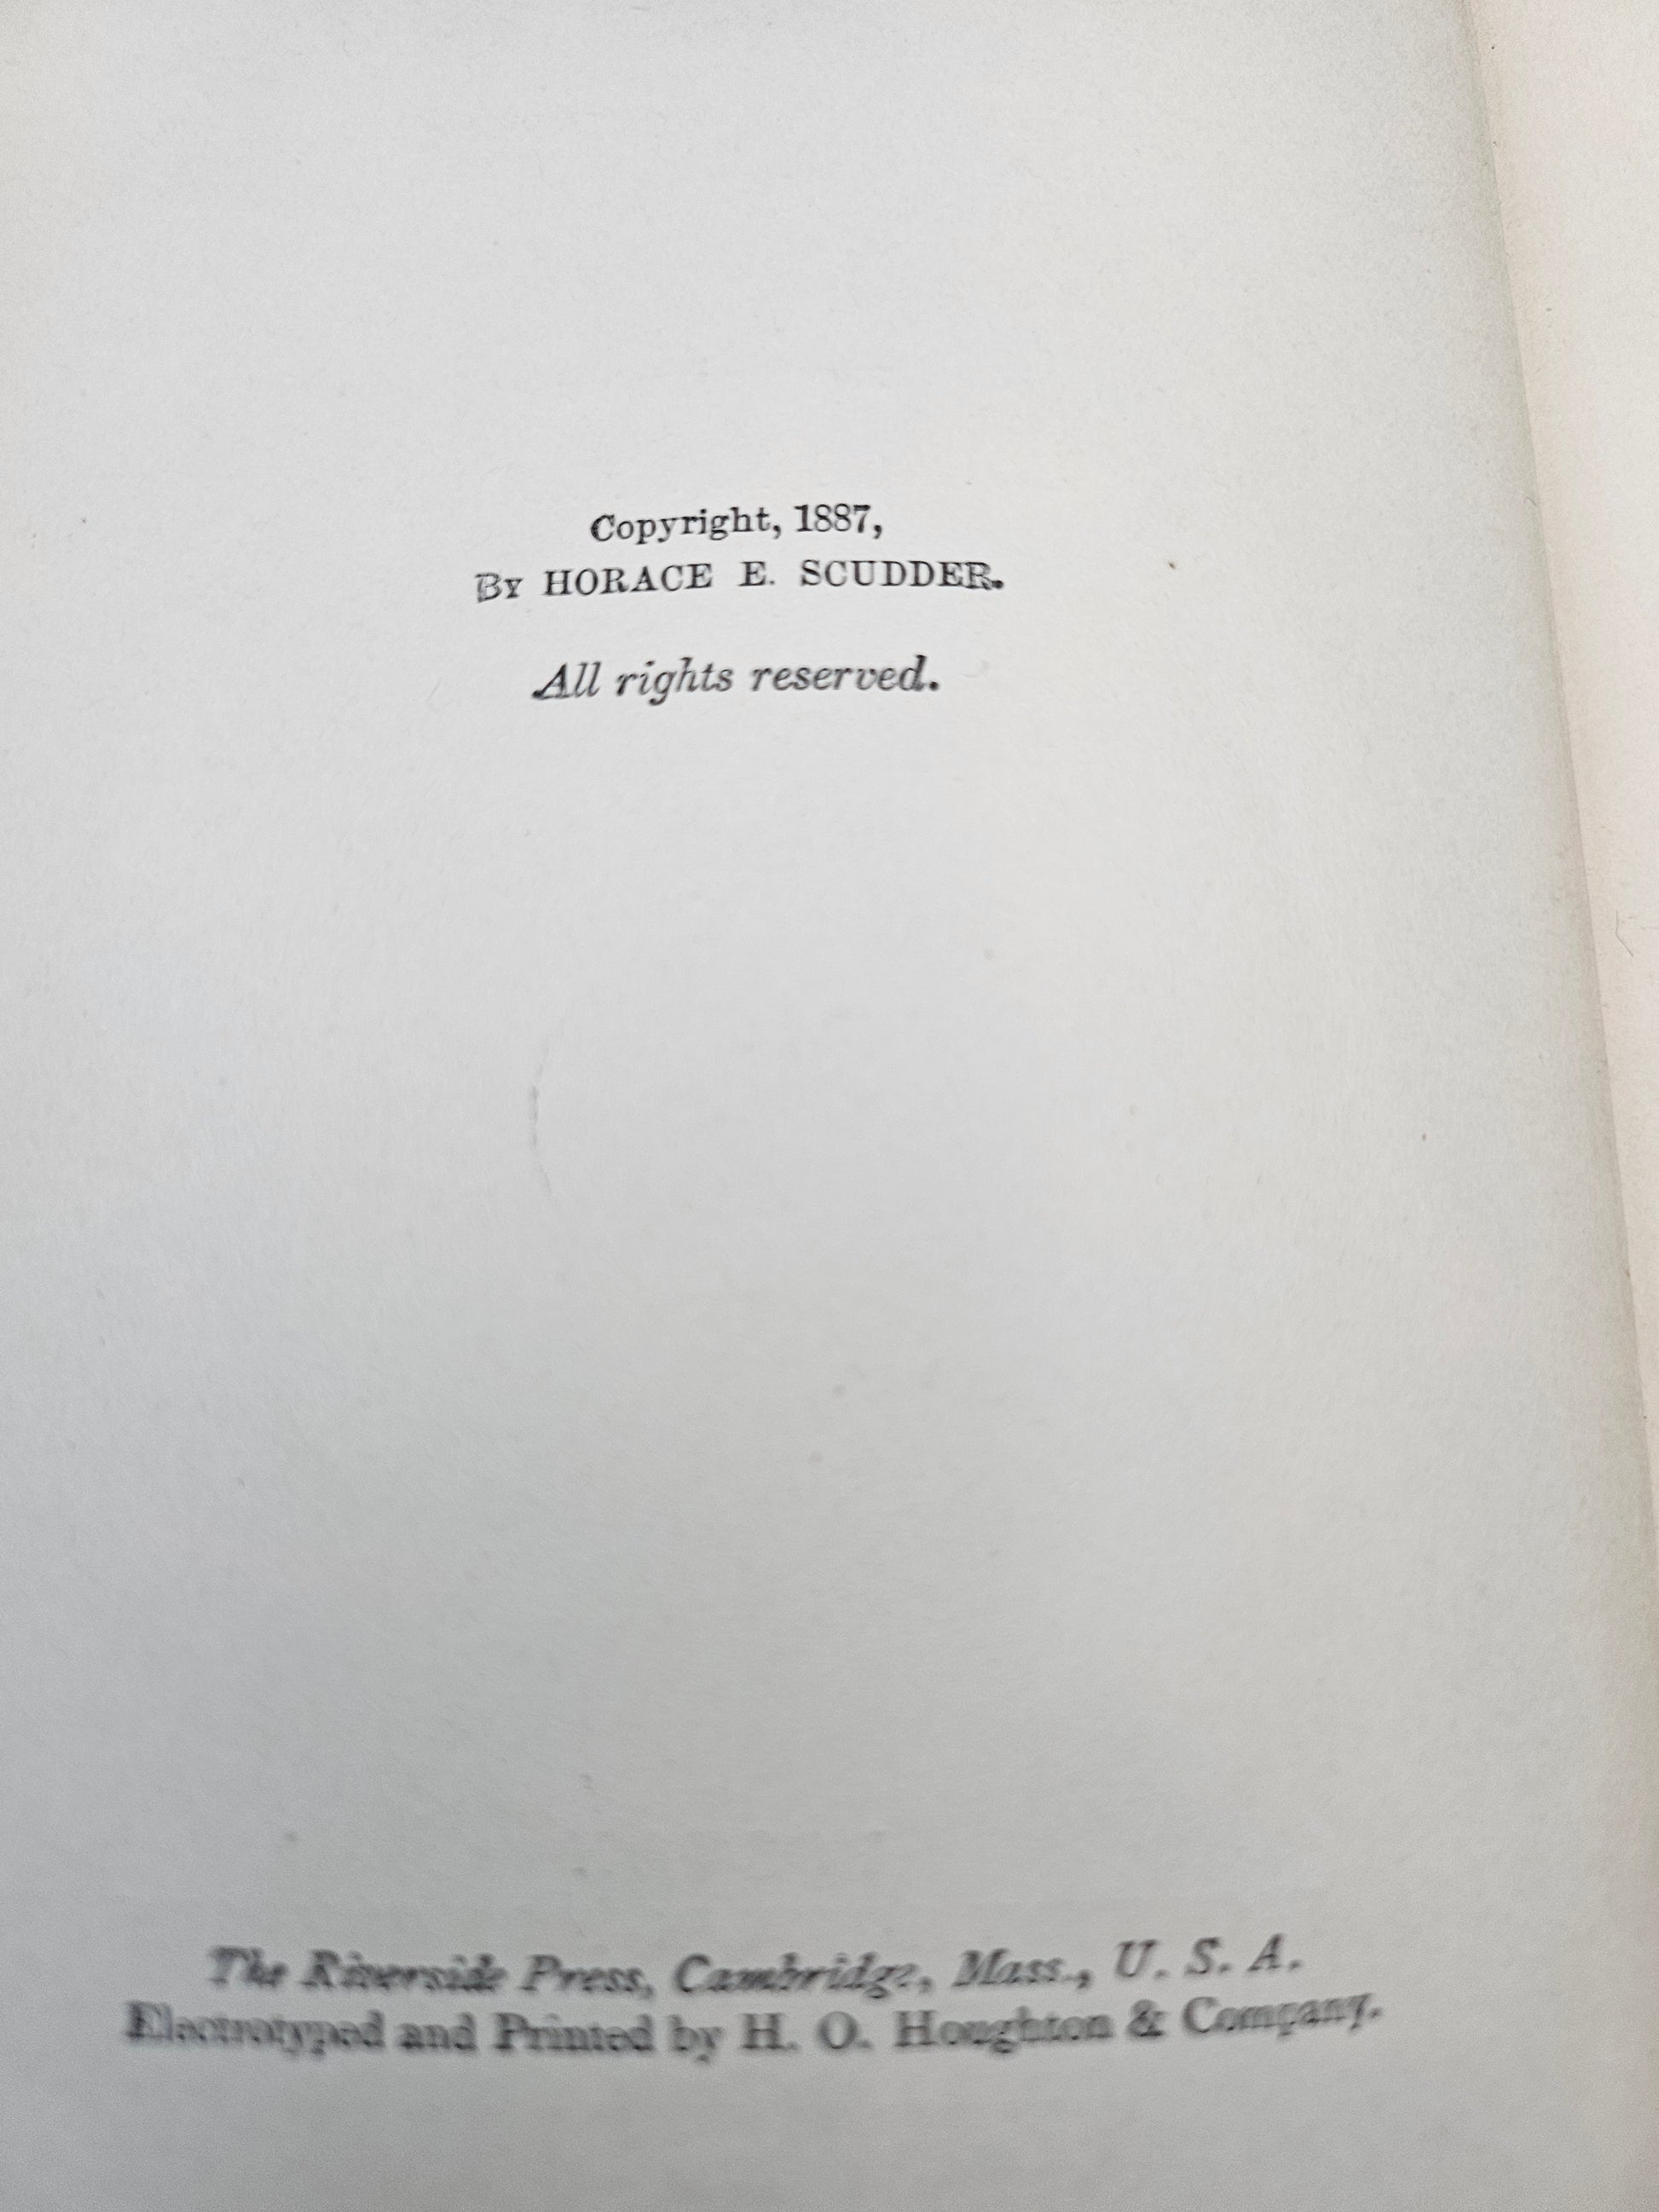 Copyright, 1887,
By HORACE E. SCUDDER.
All rights reserved.
The Riverside Press, Cambridge, Mass., U. S. A.
Electrotyped and Printed by H. O. Houghton & Company.